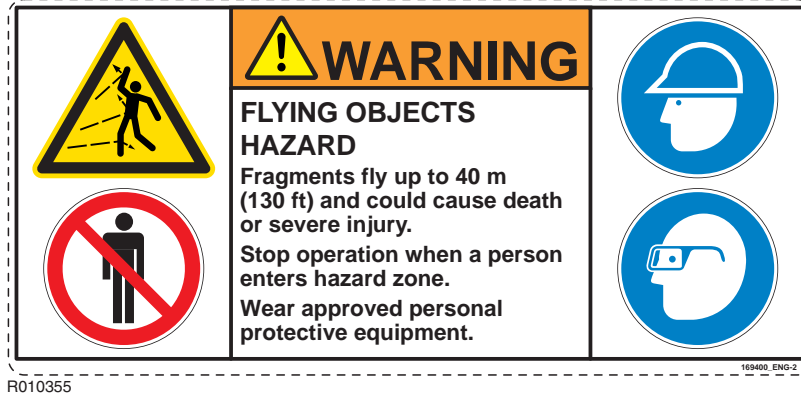 WARNING
FLYING OBJECTS
HAZARD
Fragments fly up to 40 m
(130 ft) and could cause death
or severe injury.
Stop operation when a person
enters hazard zone.
Wear approved personal
protective equipment.
169400_ENG-2
R010355